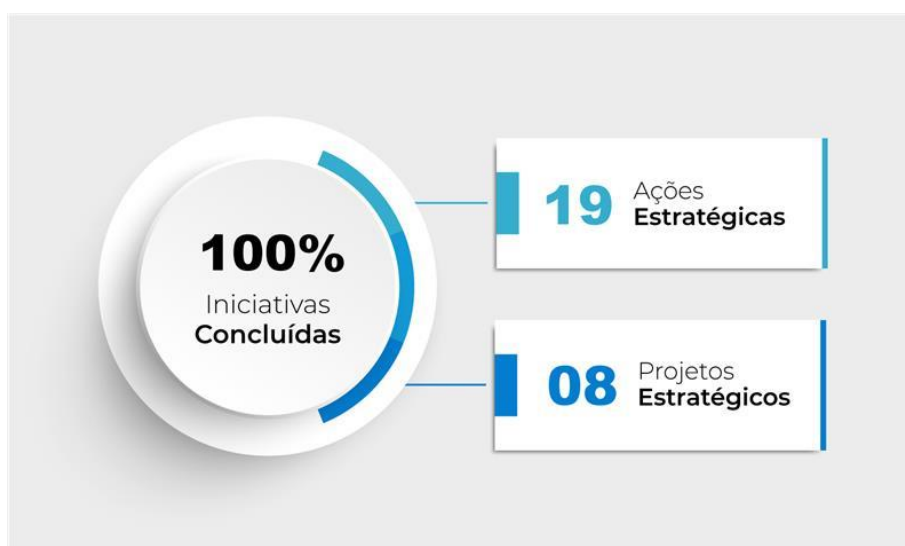 100%
Iniciativas
Concluídas
19
Ações
Estratégicas
08
Projetos
Estratégicos